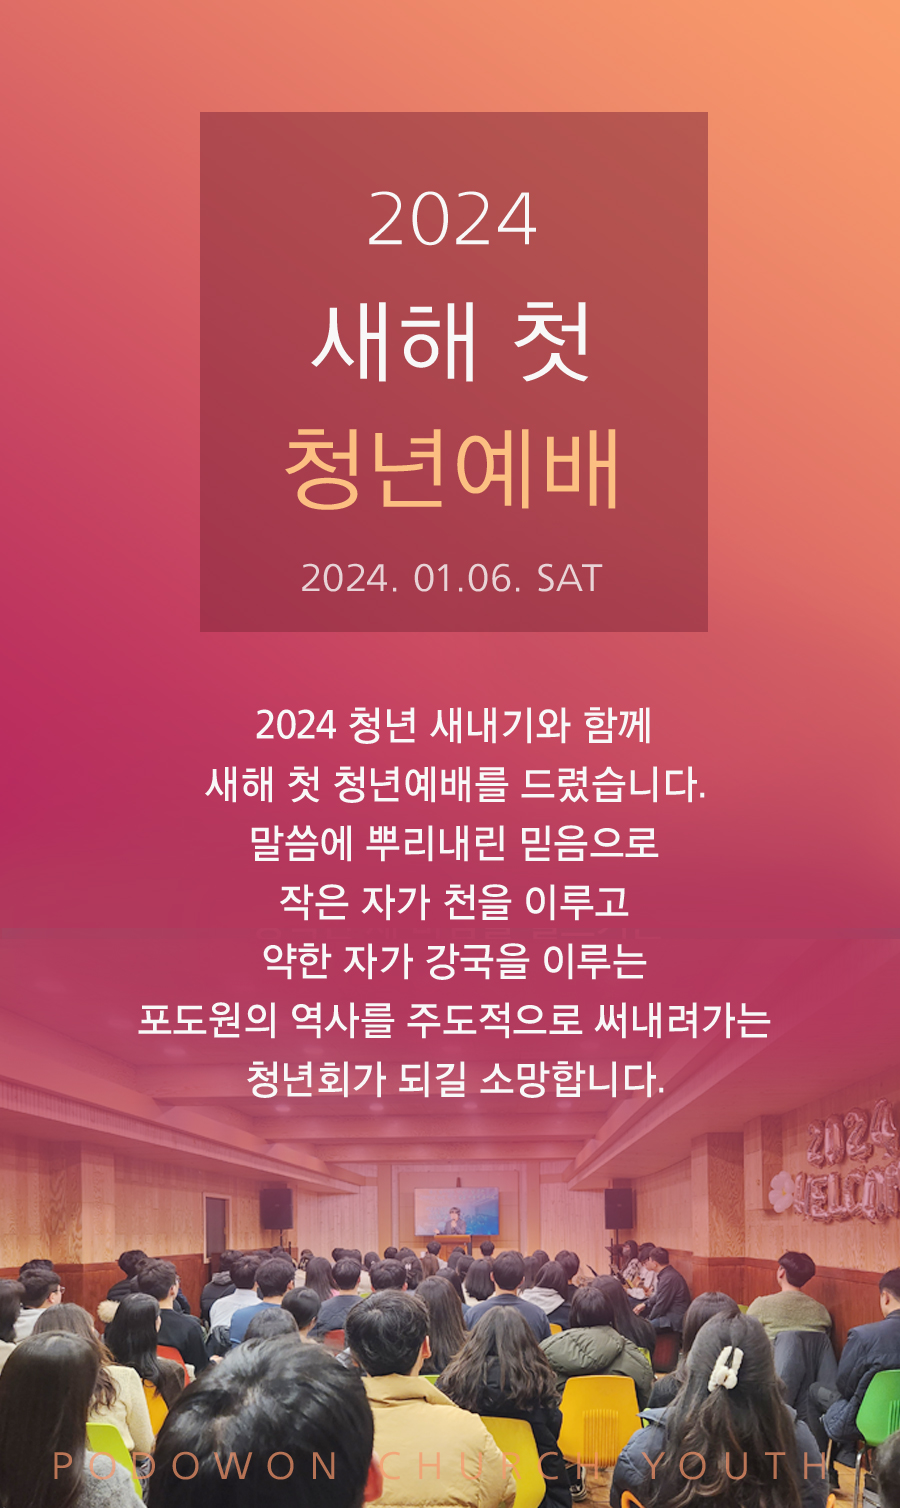 2024
새해 첫
청년예배
2024. 01.06. SAT
2024 청년 새내기와 함께
새해 첫 청년예배를 드렸습니다.
말씀에 뿌리내린 믿음으로
작은 자가 천을 이루고
약한 자가 강국을 이루는
포도원의 역사를 주도적으로 써내려가는
청년회가 되길 소망합니다.
2024
WELCOM
PODOWON CHURCH YOUTH